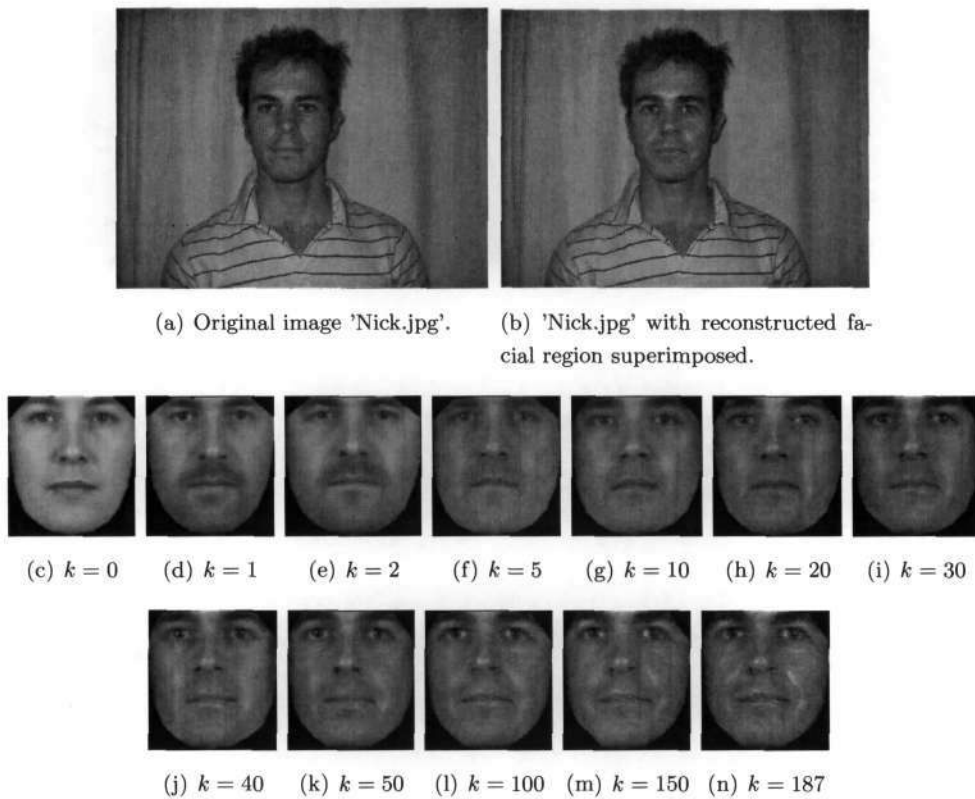 (a) Original image 'Nick.jpg'.
(b) 'Nick.jpg' with reconstructed fa-
cial region superimposed.
(c) k = 0
(d) k = 1
(e) k = 2
(f) k = 5
(g) k = 10
(h) k = 20
(i) k = 30
(j) k = 40
(k) k = 50
(l) k = 100
(m) k = 150
(n) k = 187